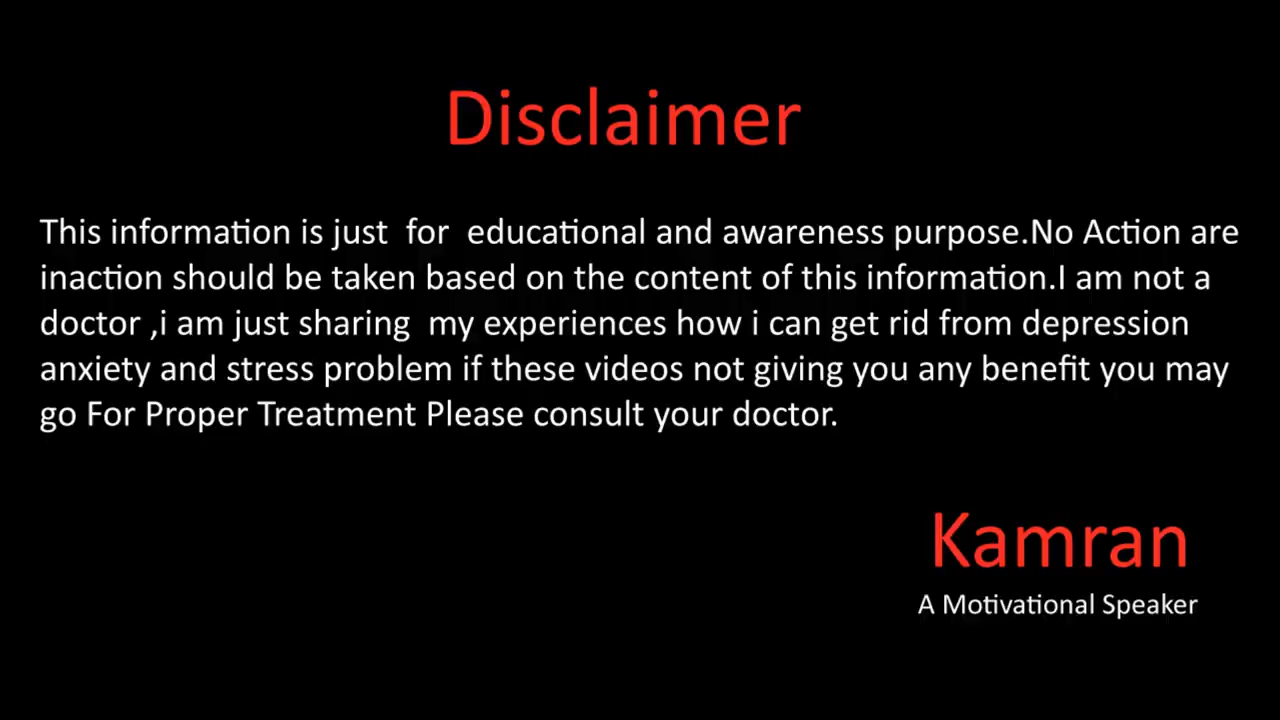 Disclaimer
This information is just  for  educational and awareness purpose.No Action are
inaction should be taken based on the content of this information.I am not a
doctor ,i am just sharing  my experiences how i can get rid from depression
anxiety and stress problem if these videos not giving you any benefit you may
go For Proper Treatment Please consult your doctor.
Kamran
A Motivational Speaker